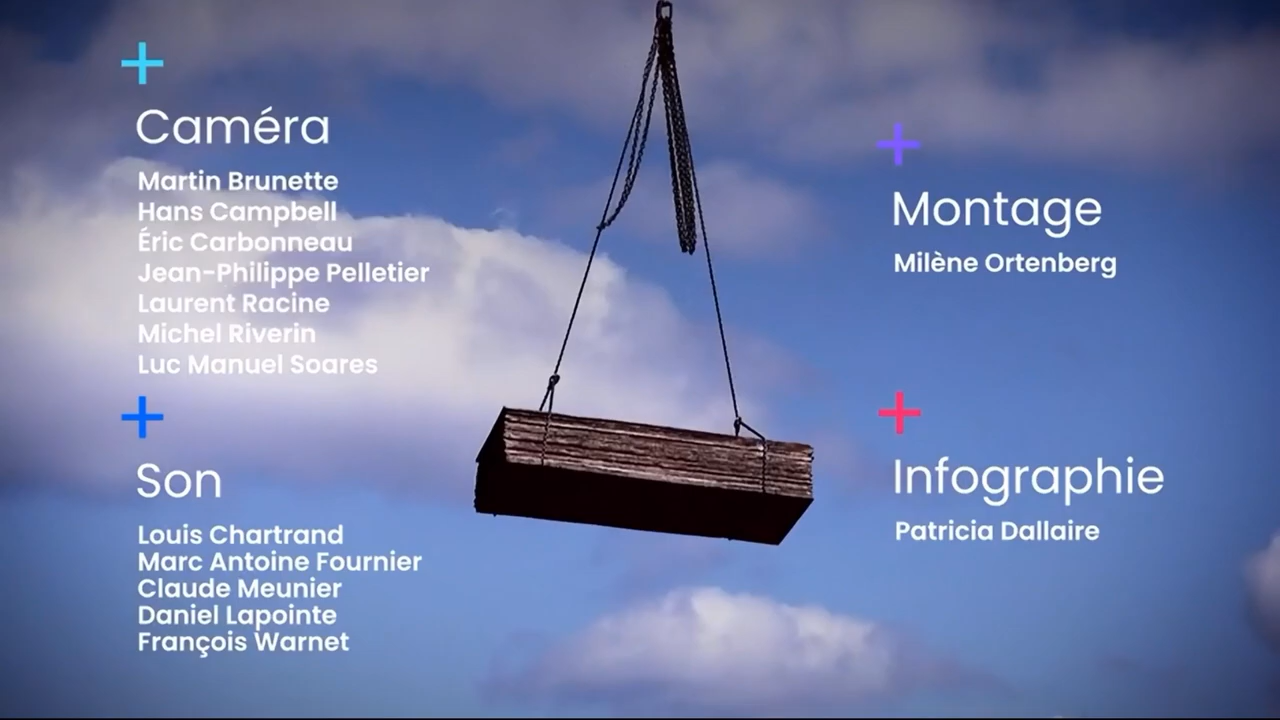 Caméra
Martin Brunette
Hans Campbell
Éric Carbonneau
Jean-Philippe Pelletier
Laurent Racine
Michel Riverin
Luc Manuel Soares
Son
Louis Chartrand
Marc Antoine Fournier
Claude Meunier
Daniel Lapointe
François Warnet
Montage
Milène Ortenberg
Infographie
Patricia Dallaire